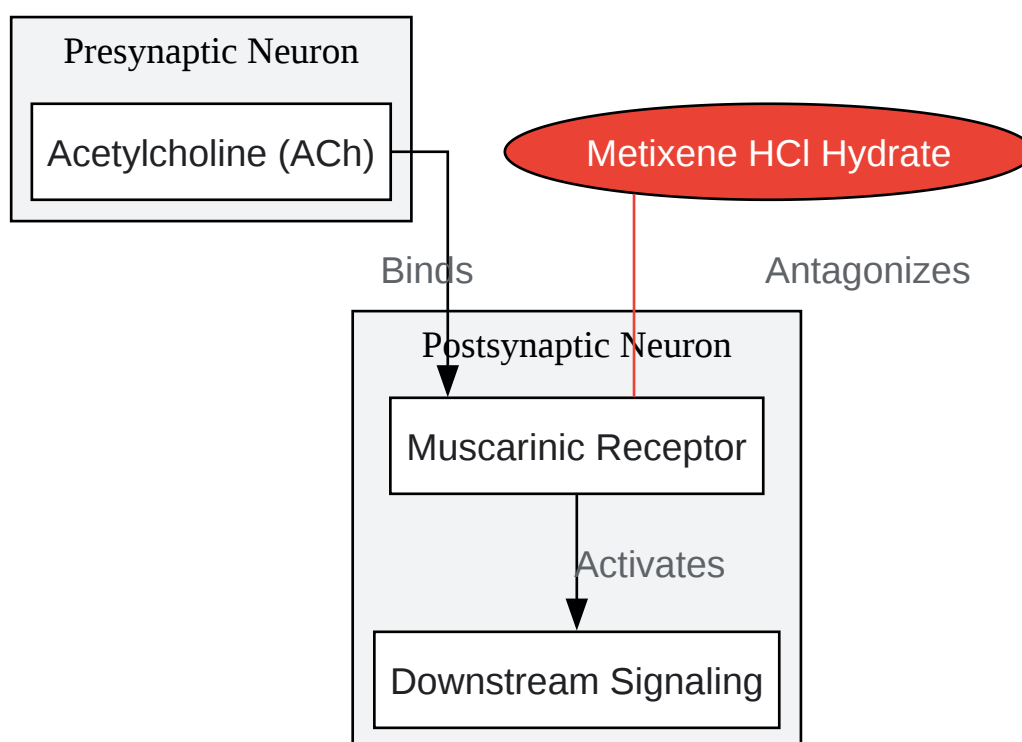 Presynaptic Neuron
Acetylcholine (ACh)
Metixene HCl Hydrate
Binds
Antagonizes
Postsynaptic Neuron
Muscarinic Receptor
Activates
Downstream Signaling